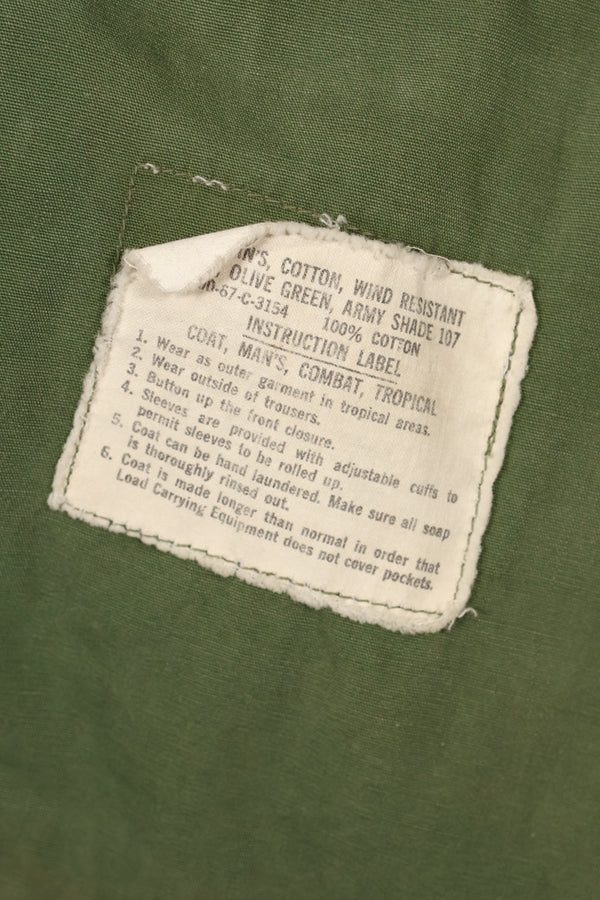 IN'S, COTTON, WIND RESISTANT
OLIVE GREEN, ARMY SHADE 107
00-67-C-3154 100% COTTON
INSTRUCTION LABEL
COAT, MAN'S, COMBAT, TROPICAL
1. Wear as outer garment in tropical areas.
2. Wear outside of trousers.
3. Button up the front closure.
4. Sleeves are provided with adjustable cuffs to
permit sleeves to be rolled up.
5. Coat can be hand laundered. Make sure all soap
is thoroughly rinsed out.
6. Coat is made longer than normal in order that
Load Carrying Equipment does not cover pockets.